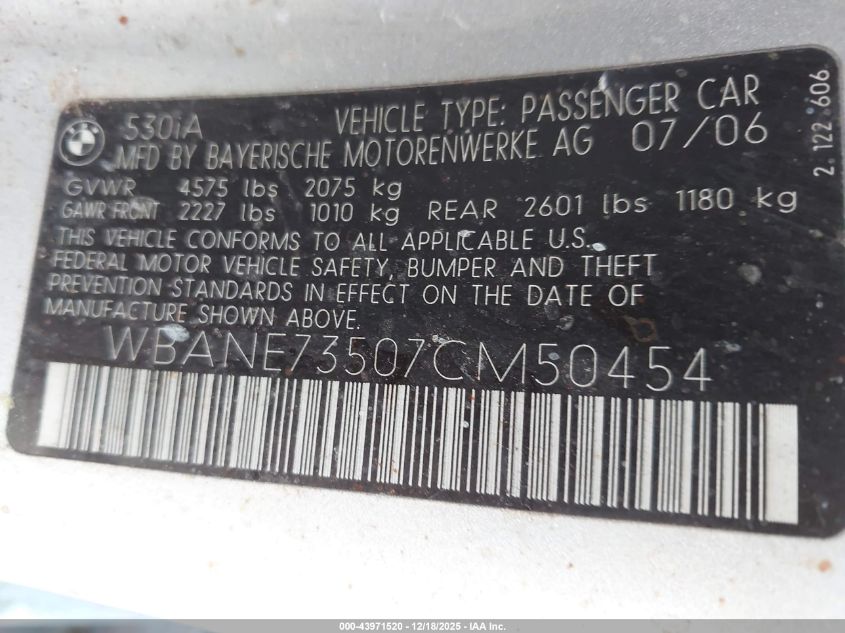 BMW
530iA VEHICLE TYPE: PASSENGER CAR
MFD BY BAYERISCHE MOTORENWERKE AG 07/06
GVWR 4575 lbs 2075 kg
GAWR FRONT 2227 lbs 1010 kg REAR 2601 lbs 1180 kg
THIS VEHICLE CONFORMS TO ALL APPLICABLE U.S.
FEDERAL MOTOR VEHICLE SAFETY, BUMPER AND THEFT
PREVENTION STANDARDS IN EFFECT ON THE DATE OF
MANUFACTURE SHOWN ABOVE.
WBANE73507CM50454
2.122.606
000-43971520 • 12/18/2025 - IAA Inc.